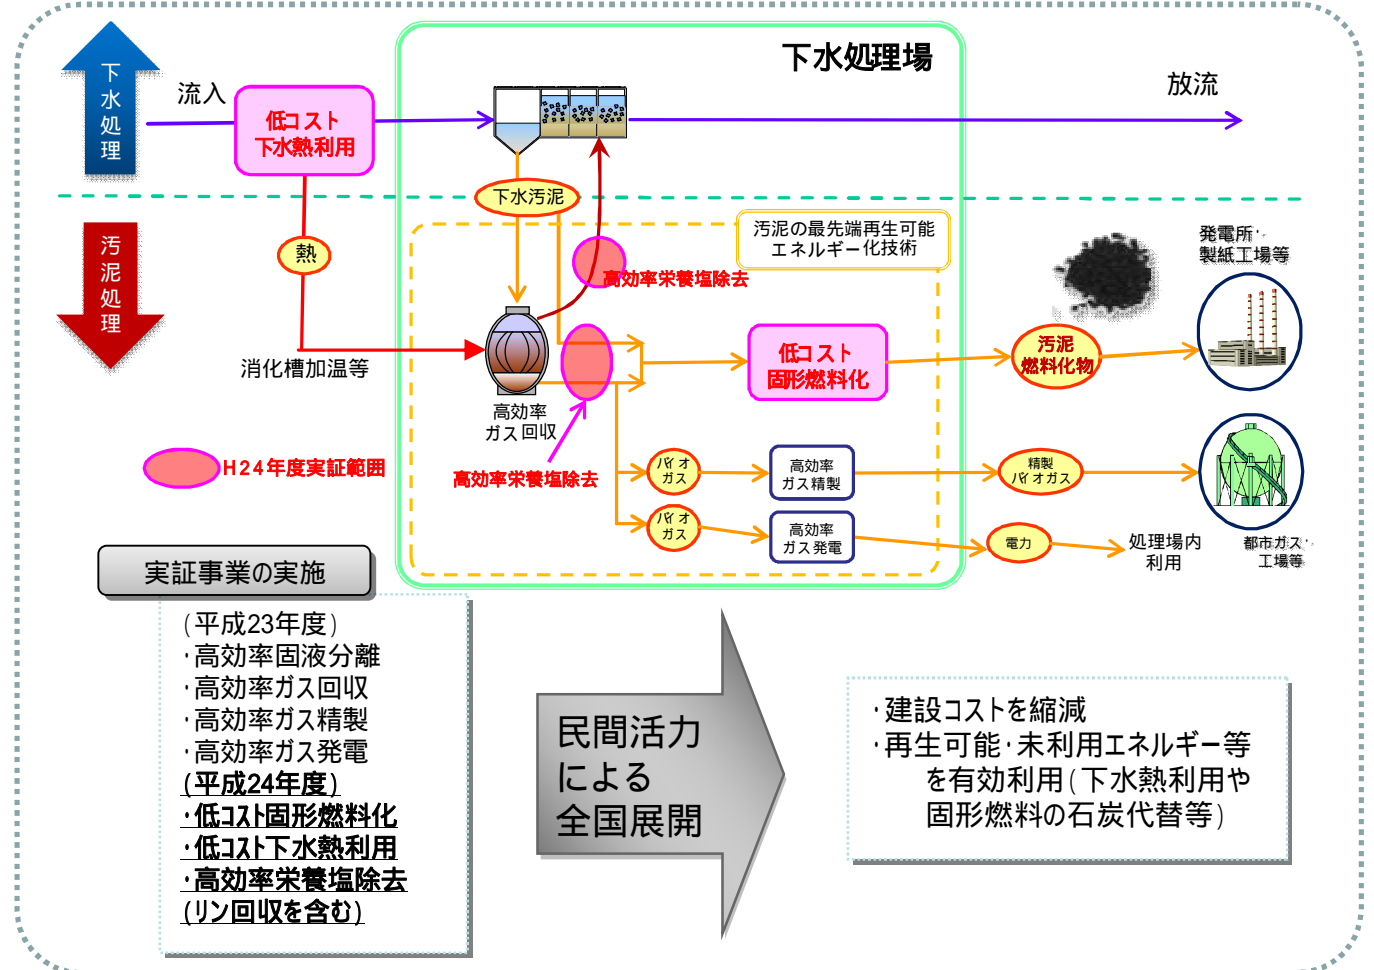 下水処理場
下水処理
流入
低コスト
下水熱利用
放流
下水汚泥
汚泥処理
熱
汚泥の最先端再生可能
エネルギー化技術
高効率栄養塩除去
発電所・
製紙工場等
消化槽加温等
低コスト
固形燃料化
汚泥
燃料化物
高効率
ガス回収
H24年度実証範囲
高効率栄養塩除去
バイオ
ガス
高効率
ガス精製
精製
バイオガス
バイオ
ガス
高効率
ガス発電
電力
処理場内
利用
都市ガス・
工場等
実証事業の実施
(平成23年度)
・高効率固液分離
・高効率ガス回収
・高効率ガス精製
・高効率ガス発電
(平成24年度)
・低コスト固形燃料化
・低コスト下水熱利用
・高効率栄養塩除去
(リン回収を含む)
民間活力
による
全国展開
・建設コストを縮減
・再生可能・未利用エネルギー等
を有効利用(下水熱利用や
固形燃料の石炭代替等)